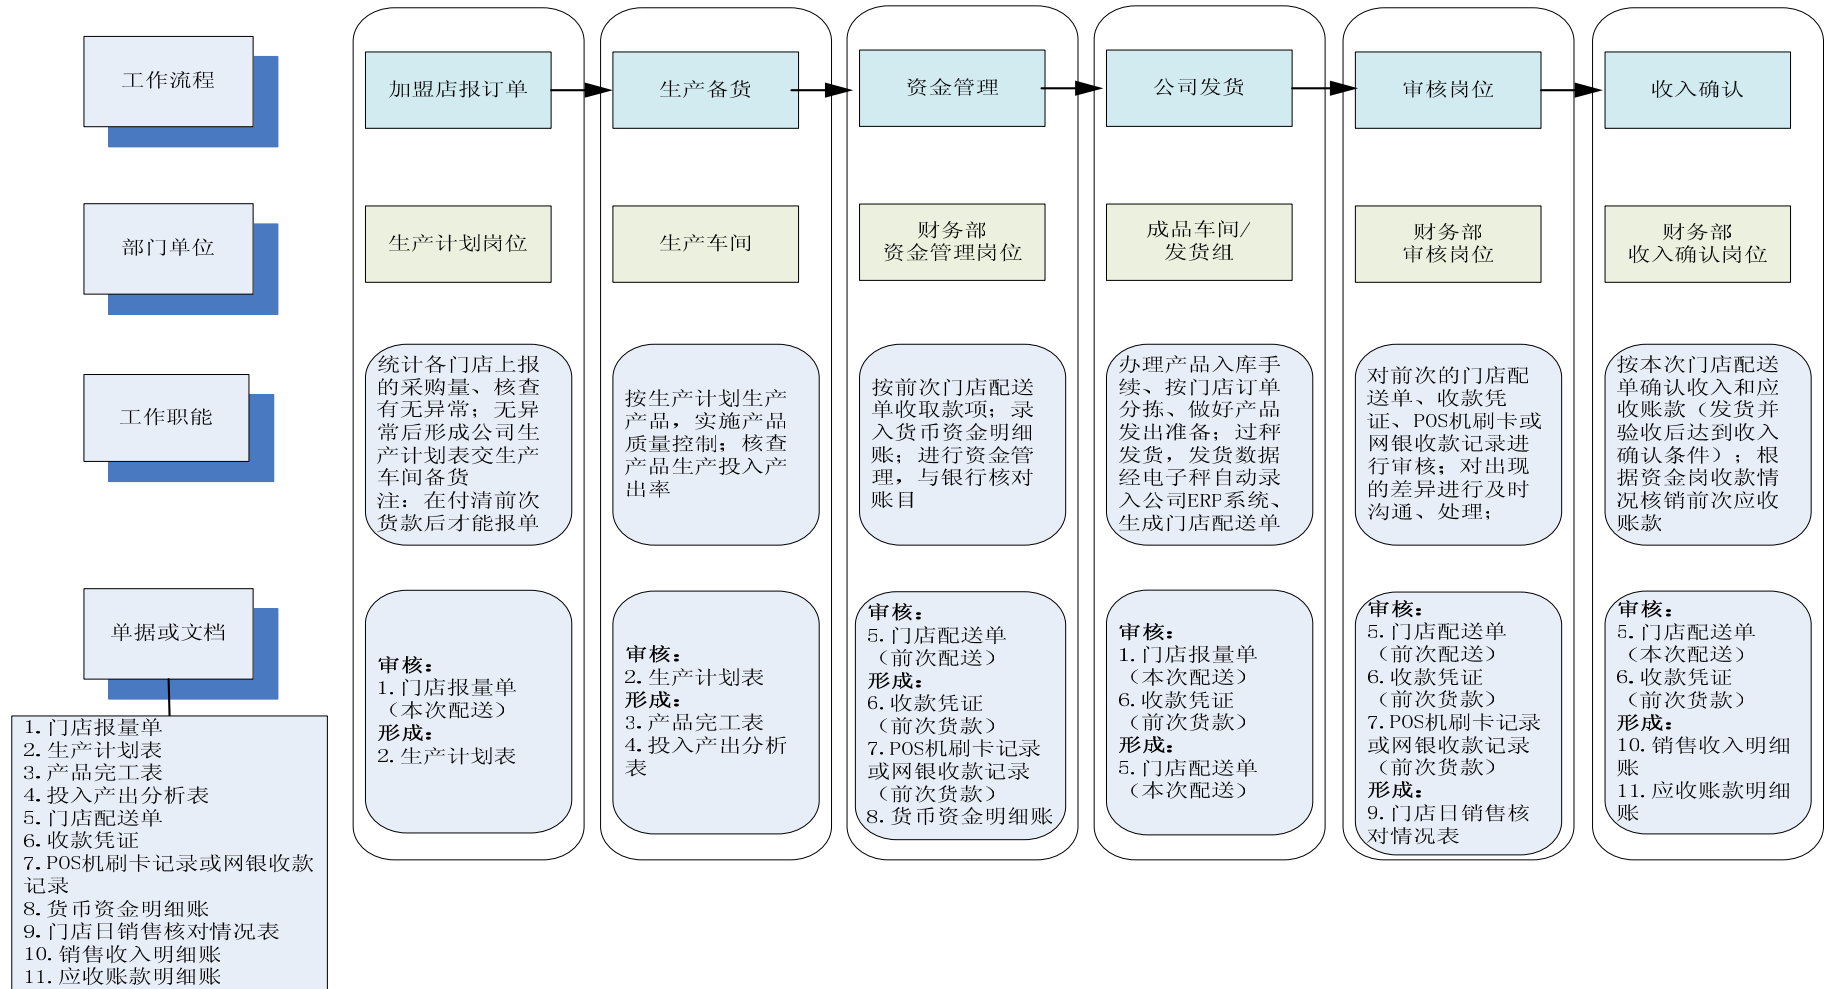 工作流程
加盟店报订单
生产备货
资金管理
公司发货
审核岗位
收入确认
部门单位
生产计划岗位
生产车间
财务部
资金管理岗位
成品车间/
发货组
财务部
审核岗位
财务部
收入确认岗位
工作职能
统计各门店上报
的采购量、核查
有无异常；无异
常后形成公司生
产计划表交生产
车间备货
注：在付清前次
货款后才能报单
按生产计划生产
产品，实施产品
质量控制；核查
产品生产投入产
出率
按前次门店配送
单收取款项；录
入货币资金明细
账；进行资金管
理，与银行核对
账目
办理产品入库手
续、按门店订单
分拣、做好产品
发出准备；过秤
发货，发货数据
经电子秤自动录
入公司ERP系统、
生成门店配送单
对前次的门店配
送单、收款凭
证、POS机刷卡或
网银收款记录进
行审核；对出现
的差异进行及时
沟通、处理；
按本次门店配送
单确认收入和应
收账款（发货并
验收后达到收入
确认条件）；根
据资金岗收款情
况核销前次应收
账款
单据或文档
审核：
1.门店报量单
（本次配送）
形成：
2.生产计划表
审核：
2.生产计划表
形成：
3.产品完工表
4.投入产出分析
表
审核：
5.门店配送单
（前次配送）
形成：
6.收款凭证
（前次货款）
7.POS机刷卡记录
或网银收款记录
（前次货款）
8.货币资金明细账
审核：
1.门店报量单
（本次配送）
6.收款凭证
（前次货款）
形成：
5.门店配送单
（本次配送）
审核：
5.门店配送单
（前次配送）
6.收款凭证
（前次货款）
7.POS机刷卡记录
或网银收款记录
（前次货款）
形成：
9.门店日销售核
对情况表
审核：
5.门店配送单
（本次配送）
6.收款凭证
（前次货款）
形成：
10.销售收入明细
账
11.应收账款明细
账
1.门店报量单
2.生产计划表
3.产品完工表
4.投入产出分析表
5.门店配送单
6.收款凭证
7.POS机刷卡记录或网银收款
记录
8.货币资金明细账
9.门店日销售核对情况表
10.销售收入明细账
11.应收账款明细账